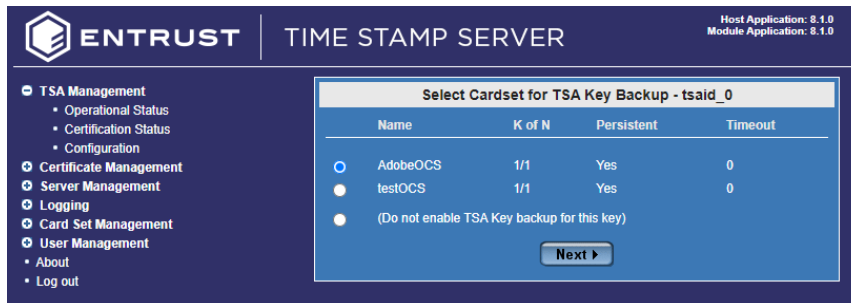 ENTRUST
TIME STAMP SERVER
Host Application: 8.1.0
Module Application: 8.1.0
TSA Management
Operational Status
Certification Status
Configuration
Certificate Management
Server Management
Logging
Card Set Management
User Management
About
Log out
Select Cardset for TSA Key Backup - tsaid_0
Name K of N Persistent Timeout
AdobeOCS 1/1 Yes 0
testOCS 1/1 Yes 0
(Do not enable TSA Key backup for this key)
Next